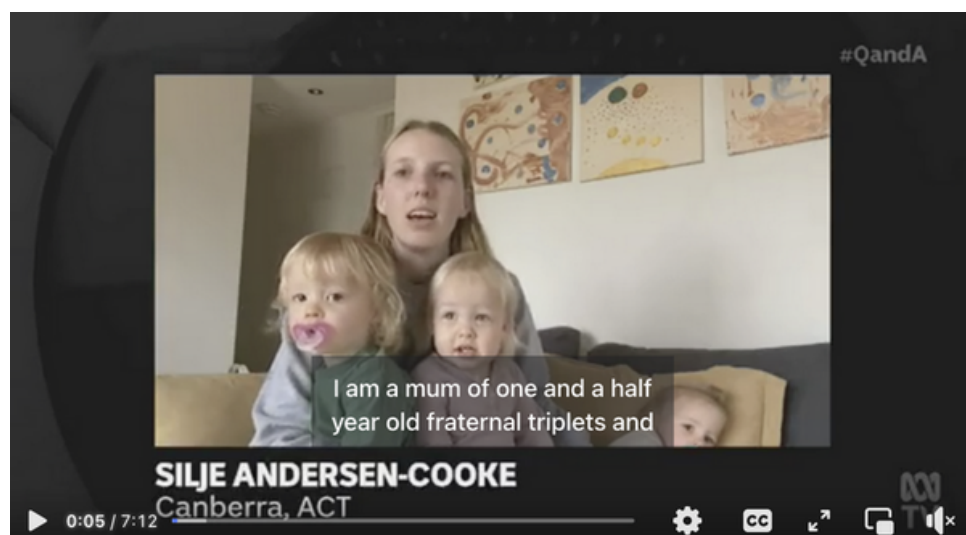 #QandA
I am a mum of one and a half
year old fraternal triplets and
SILJE ANDERSEN-COOKE
Canberra, ACT
0:05 / 7:12
CC
TV